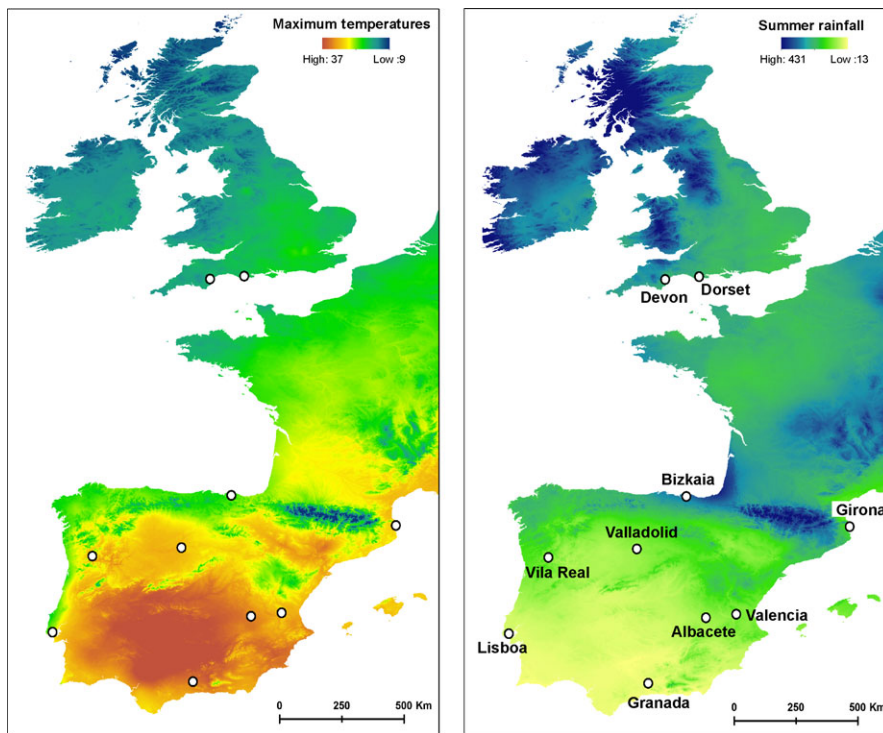 Maximum temperatures
High: 37 Low :9
0 250 500 Km
Summer rainfall
High: 431 Low :13
Devon
Dorset
Bizkaia
Girona
Valladolid
Vila Real
Valencia
Albacete
Lisboa
Granada
0 250 500 Km